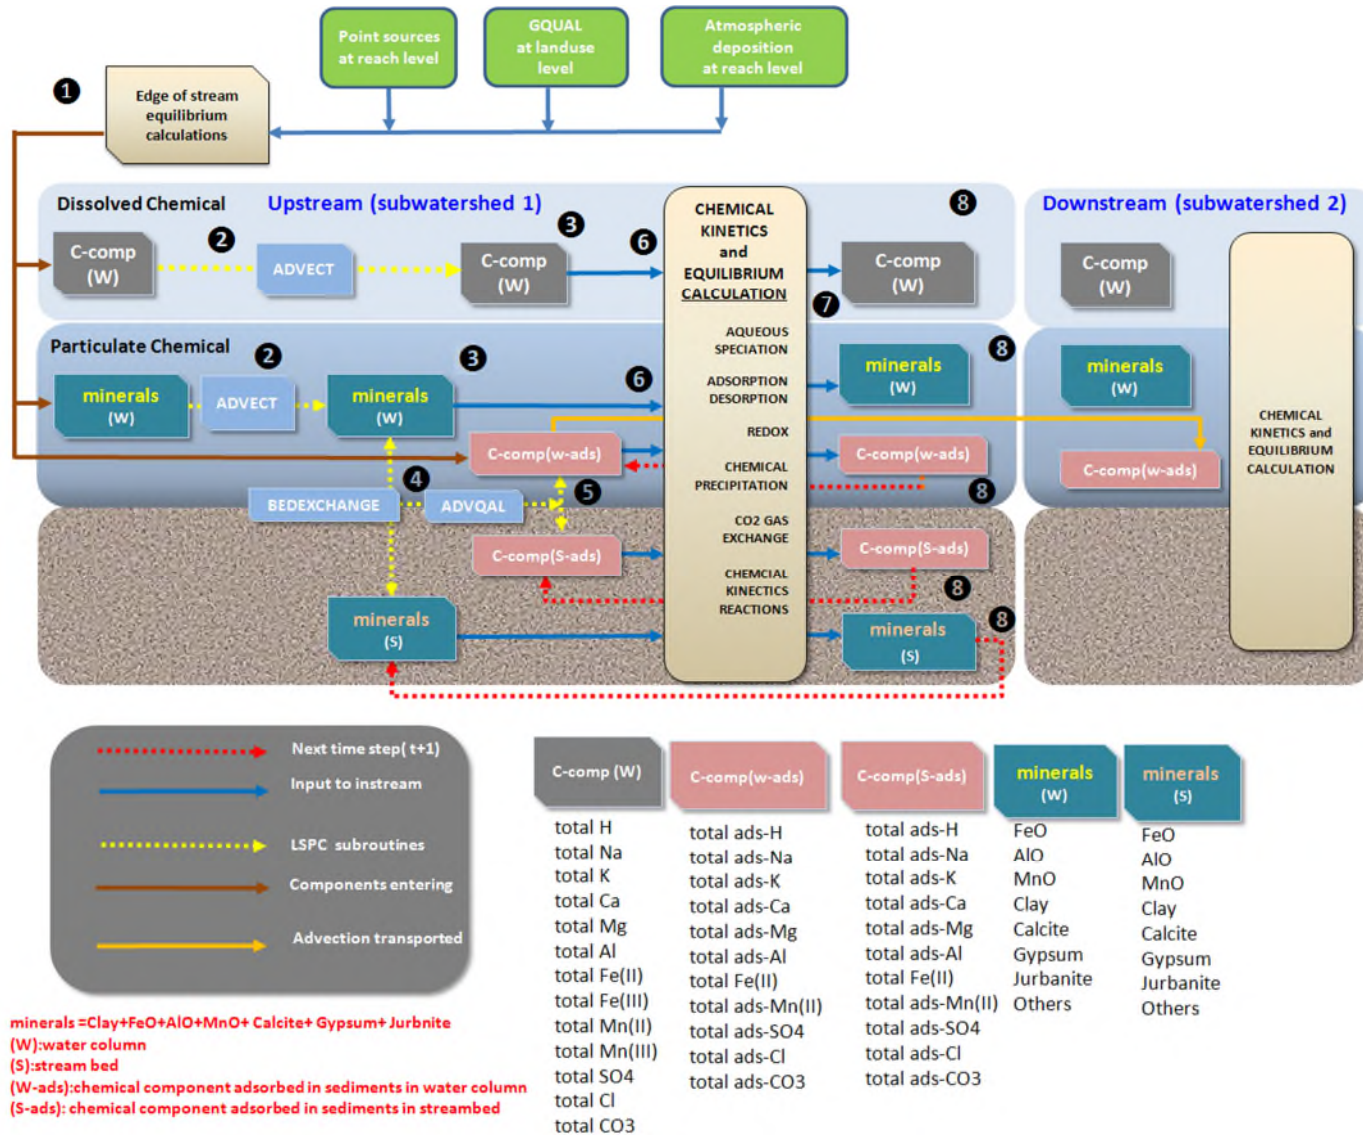 Point sources
at reach level
GQUAL
at landuse
level
Atmospheric
deposition
at reach level
1
Edge of stream
equilibrium
calculations
Dissolved Chemical
Upstream (subwatershed 1)
8
Downstream (subwatershed 2)
C-comp
(W)
2
ADVECT
3
C-comp
(W)
6
CHEMICAL
KINETICS
and
EQUILIBRIUM
CALCULATION
AQUEOUS
SPECIATION
ADSORPTION
DESORPTION
REDOX
CHEMICAL
PRECIPITATION
CO2 GAS
EXCHANGE
CHEMCIAL
KINECTICS
REACTIONS
7
C-comp
(W)
C-comp
(W)
Particulate Chemical
2
3
6
8
minerals
(W)
ADVECT
minerals
(W)
minerals
(W)
minerals
(W)
C-comp(w-ads)
C-comp(w-ads)
C-comp(w-ads)
CHEMICAL
KINETICS and
EQUILIBRIUM
CALCULATION
BEDEXCHANGE
4
ADVQAL
5
8
C-comp(S-ads)
C-comp(S-ads)
8
minerals
(S)
minerals
(S)
8
Next time step( t+1)
Input to instream
LSPC subroutines
Components entering
Advection transported
minerals =Clay+FeO+AlO+MnO+ Calcite+ Gypsum+ Jurbnite
(W):water column
(S):stream bed
(W-ads):chemical component adsorbed in sediments in water column
(S-ads): chemical component adsorbed in sediments in streambed
C-comp (W)
total H
total Na
total K
total Ca
total Mg
total Al
total Fe(II)
total Fe(III)
total Mn(II)
total Mn(III)
total SO4
total Cl
total CO3
C-comp(w-ads)
total ads-H
total ads-Na
total ads-K
total ads-Ca
total ads-Mg
total ads-Al
total Fe(II)
total ads-Mn(II)
total ads-SO4
total ads-Cl
total ads-CO3
C-comp(S-ads)
total ads-H
total ads-Na
total ads-K
total ads-Ca
total ads-Mg
total ads-Al
total Fe(II)
total ads-Mn(II)
total ads-SO4
total ads-Cl
total ads-CO3
minerals
(W)
FeO
AlO
MnO
Clay
Calcite
Gypsum
Jurbanite
Others
minerals
(S)
FeO
AlO
MnO
Clay
Calcite
Gypsum
Jurbanite
Others